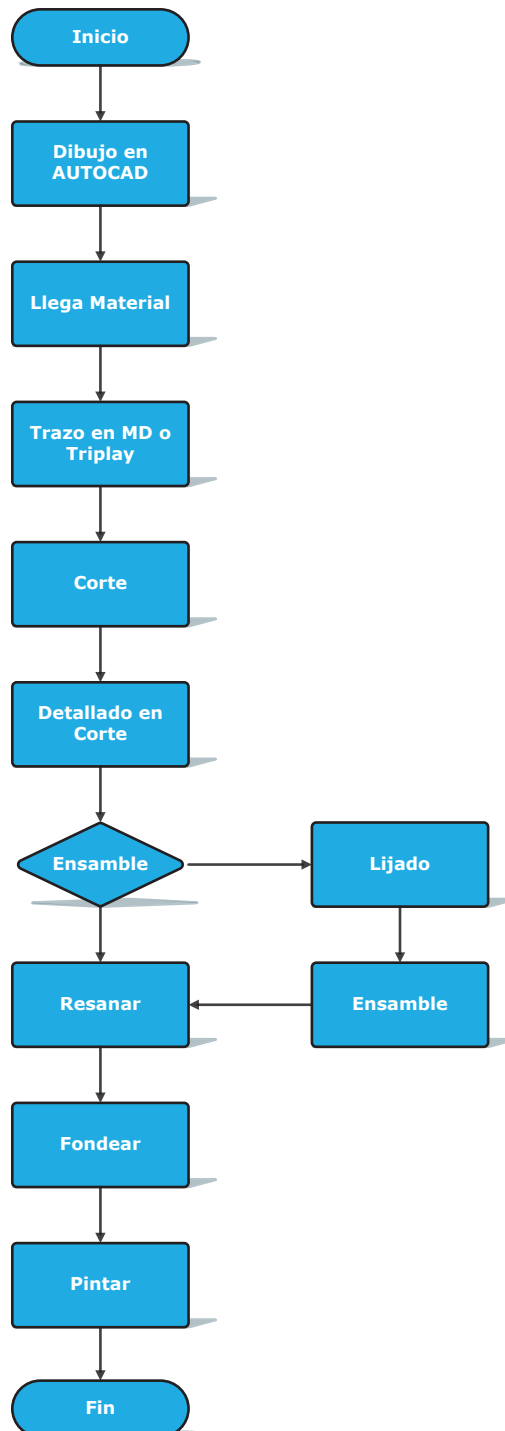 Inicio
Dibujo en
AUTOCAD
Llega Material
Trazo en MD o
Triplay
Corte
Detallado en
Corte
Ensamble
Lijado
Resanar
Ensamble
Fondear
Pintar
Fin